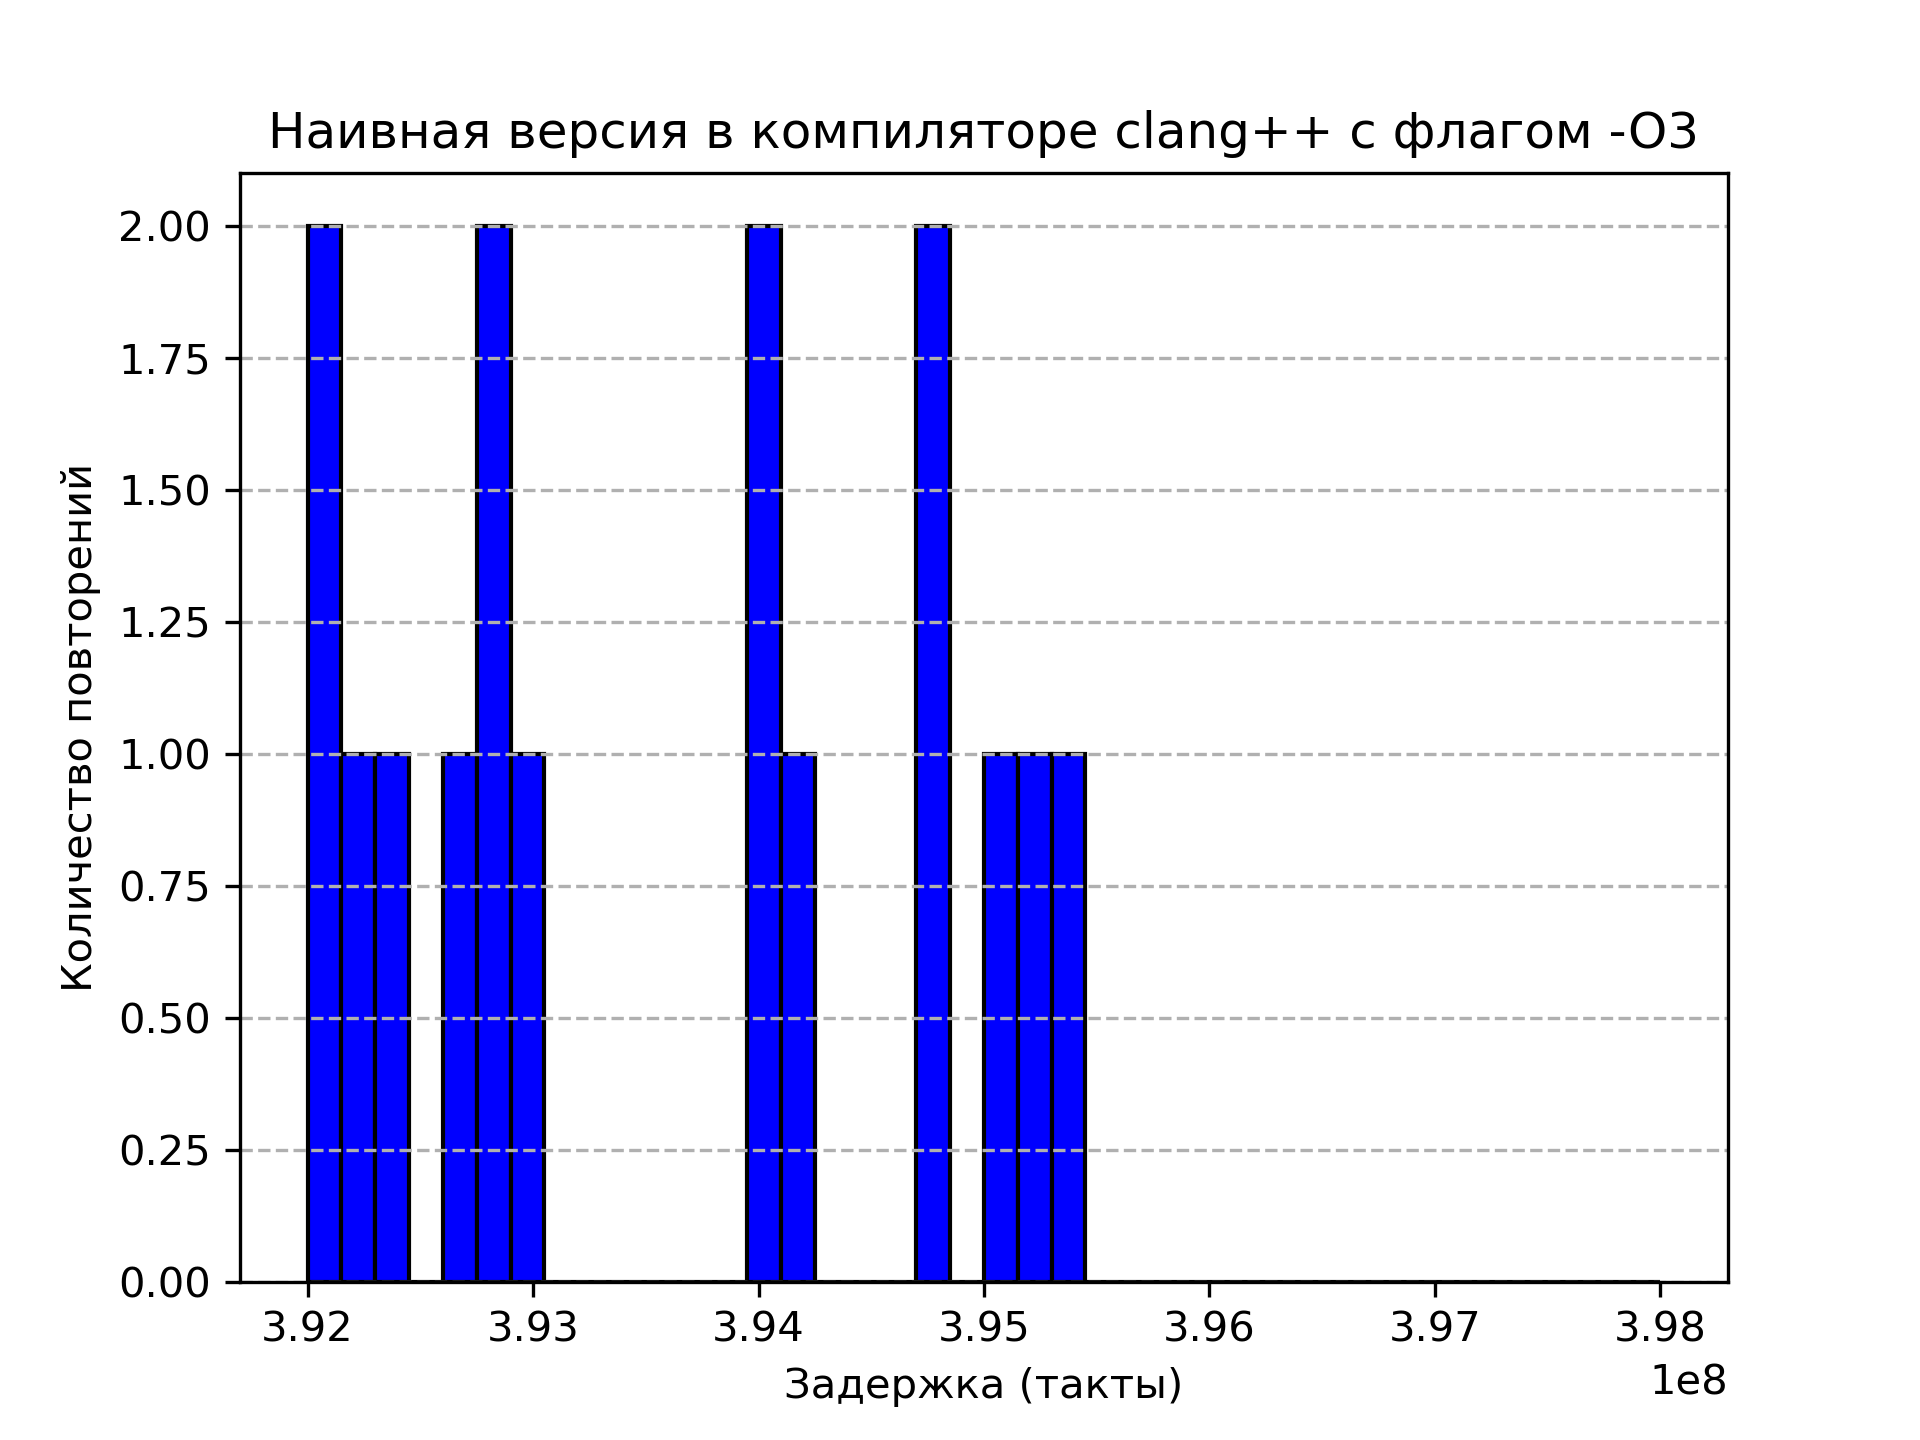 Наивная версия в компиляторе clang++ с флагом -O3
Количество повторений
2.00
1.75
1.50
1.25
1.00
0.75
0.50
0.25
0.00
3.92 3.93 3.94 3.95 3.96 3.97 3.98
1e8
Задержка (такты)